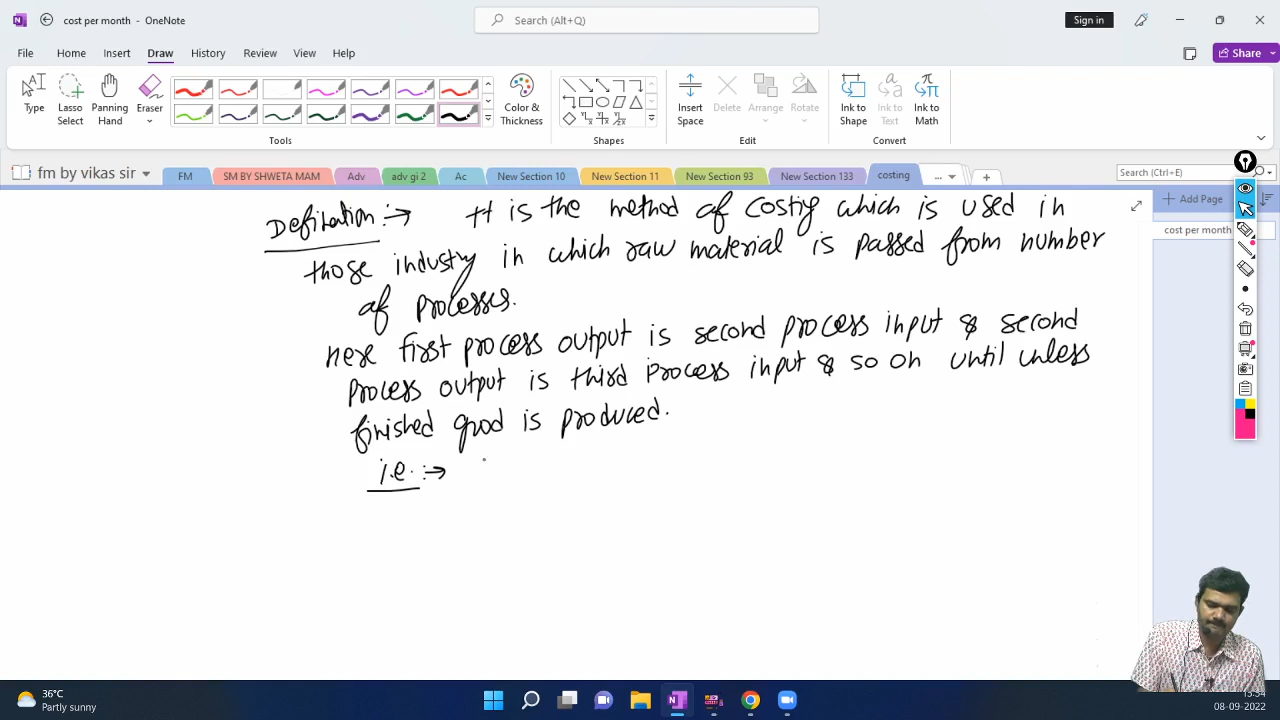 cost per month - OneNote
Search (Alt+Q)
Sign in
File Home Insert Draw History Review View Help
Share
Type Lasso Select Panning Hand Eraser Color & Thickness Insert Space Delete Arrange Rotate Ink to Shape Ink to Text Ink to Math
Tools Shapes Edit Convert
fm by vikas sir FM SM BY SHWETA MAM Adv adv gi 2 Ac New Section 10 New Section 11 New Section 93 New Section 133 costing ... + Search (Ctrl+E)
Add Page
cost per month
Defination :→ It is the method of Costing which is used in
those industry in which raw material is passed from number
of processes.
here first process output is second process input & second
process output is third process input & so on until unless
finished good is produced.
i.e. :→
36°C
Partly sunny
15:34
08-09-2022